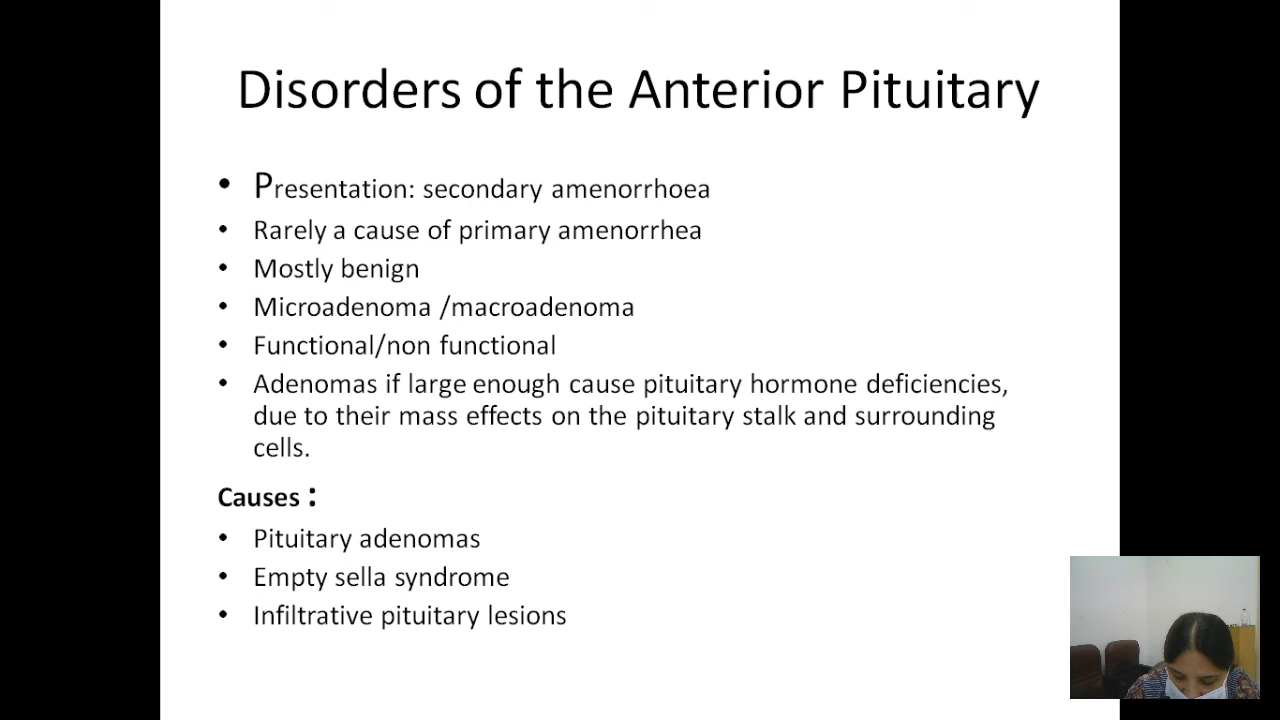 Disorders of the Anterior Pituitary
• Presentation: secondary amenorrhoea
• Rarely a cause of primary amenorrhea
• Mostly benign
• Microadenoma /macroadenoma
• Functional/non functional
• Adenomas if large enough cause pituitary hormone deficiencies,
due to their mass effects on the pituitary stalk and surrounding
cells.
Causes :
• Pituitary adenomas
• Empty sella syndrome
• Infiltrative pituitary lesions